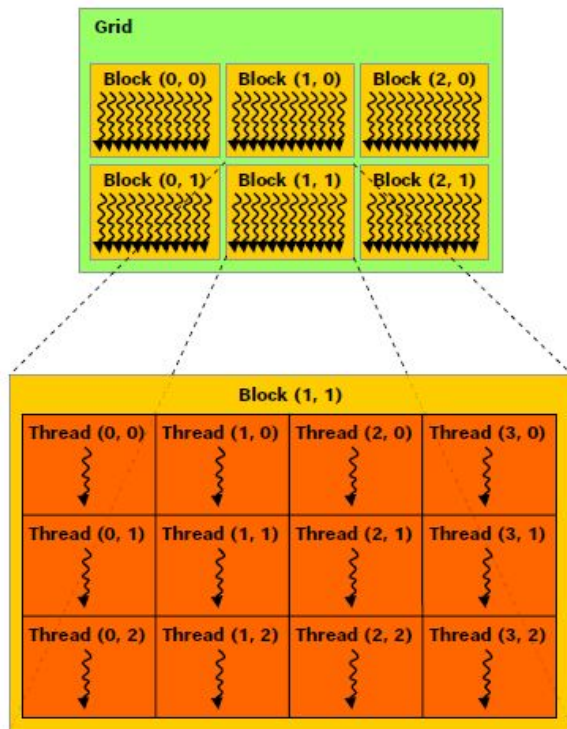 Grid
Block (0, 0) Block (1, 0) Block (2, 0)
Block (0, 1) Block (1, 1) Block (2, 1)
Block (1, 1)
Thread (0, 0) Thread (1, 0) Thread (2, 0) Thread (3, 0)
Thread (0, 1) Thread (1, 1) Thread (2, 1) Thread (3, 1)
Thread (0, 2) Thread (1, 2) Thread (2, 2) Thread (3, 2)